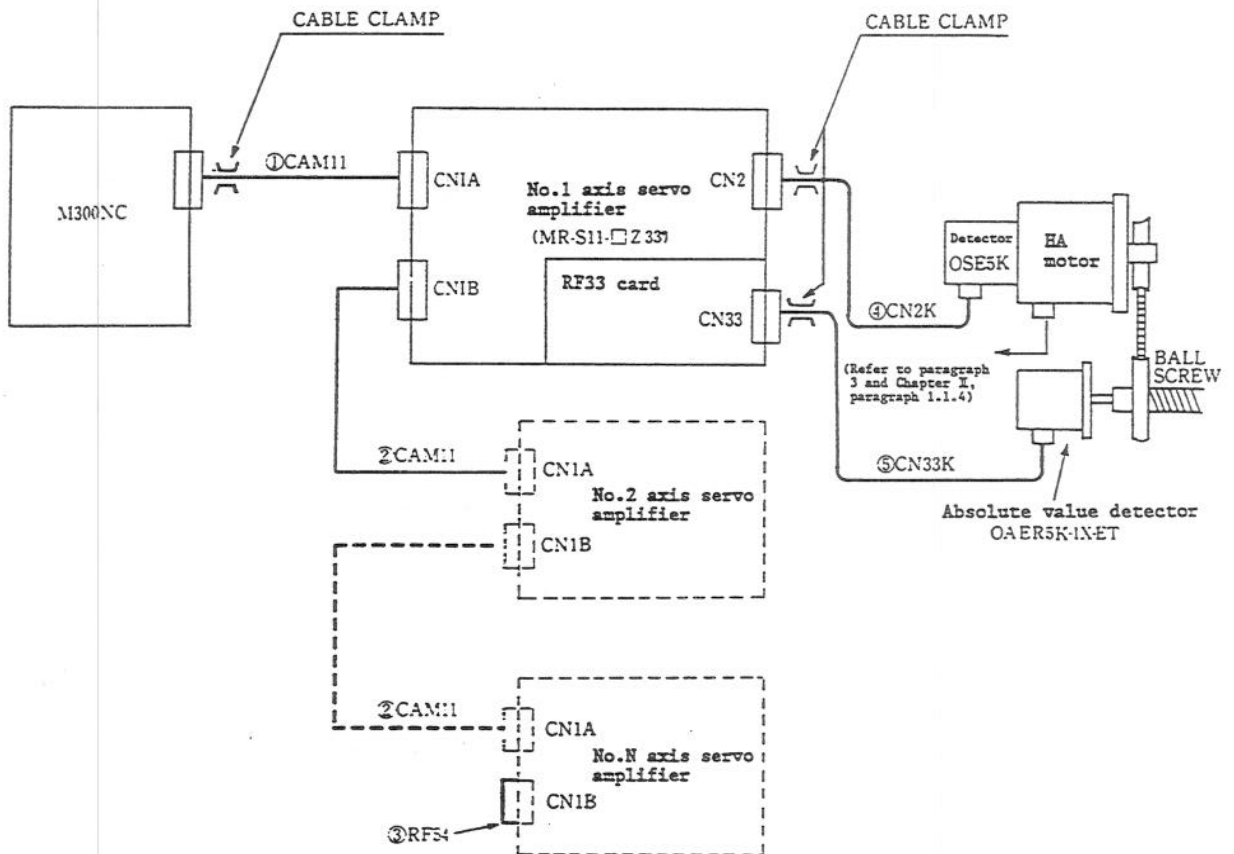 CABLE CLAMP
CABLE CLAMP
①CAM11
M300NC
CN1A
CN2
No.1 axis servo
amplifier
(MR-S11-□Z33)
CN1B
RF33 card
CN33
Detector
OSE5K
HA
motor
④CN2K
(Refer to paragraph
3 and Chapter II,
paragraph 1.1.4)
BALL
SCREW
②CAM11
CN1A
⑤CN33K
No.2 axis servo
amplifier
Absolute value detector
OAER5K-1X-ET
CN1B
②CAM11
CN1A
No.N axis servo
amplifier
CN1B
③RF54